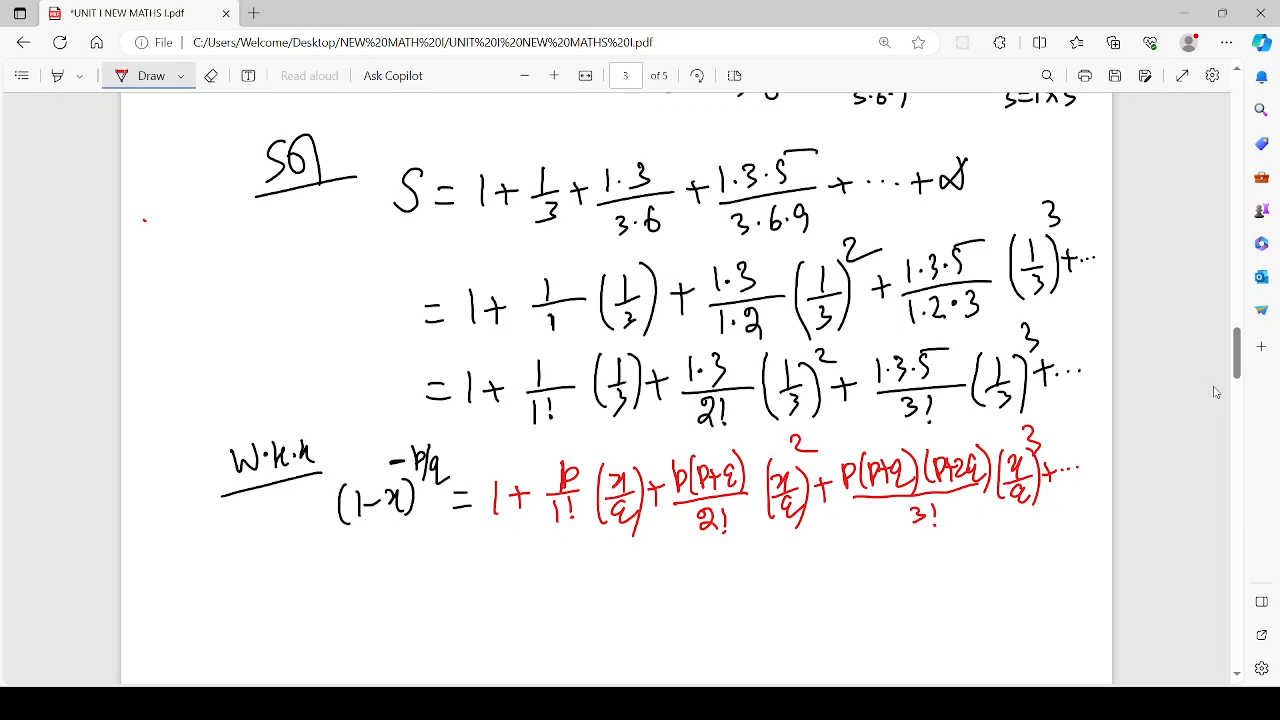 *UNIT I NEW MATHS I.pdf
File C:/Users/Welcome/Desktop/NEW%20MATH%20I/UNIT%20I%20NEW%20MATHS%20I.pdf
Draw Read aloud Ask Copilot 3 of 5
Sol
S = 1 + 1/3 + 1·3/3·6 + 1·3·5/3·6·9 + ··· + ∞
= 1 + 1/1 (1/3) + 1·3/1·2 (1/3)^2 + 1·3·5/1·2·3 (1/3)^3 + ···
= 1 + 1/1! (1/3) + 1·3/2! (1/3)^2 + 1·3·5/3! (1/3)^3 + ···
W·k·k
(1-x)^-p/q = 1 + p/1! (x/q) + p(p+q)/2! (x/q)^2 + p(p+q)(p+2q)/3! (x/q)^3 + ···